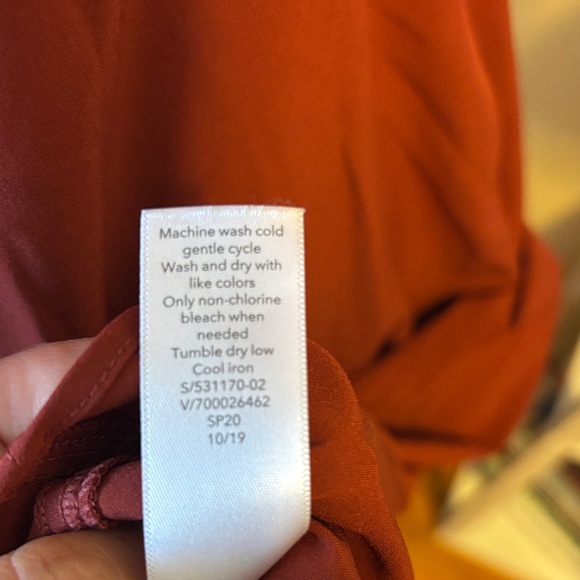 Machine wash cold
gentle cycle
Wash and dry with
like colors
Only non-chlorine
bleach when
needed
Tumble dry low
Cool iron
S/531170-02
V/700026462
SP20
10/19